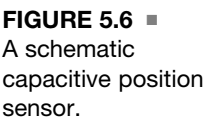 FIGURE 5.6 ■
A schematic
capacitive position
sensor.